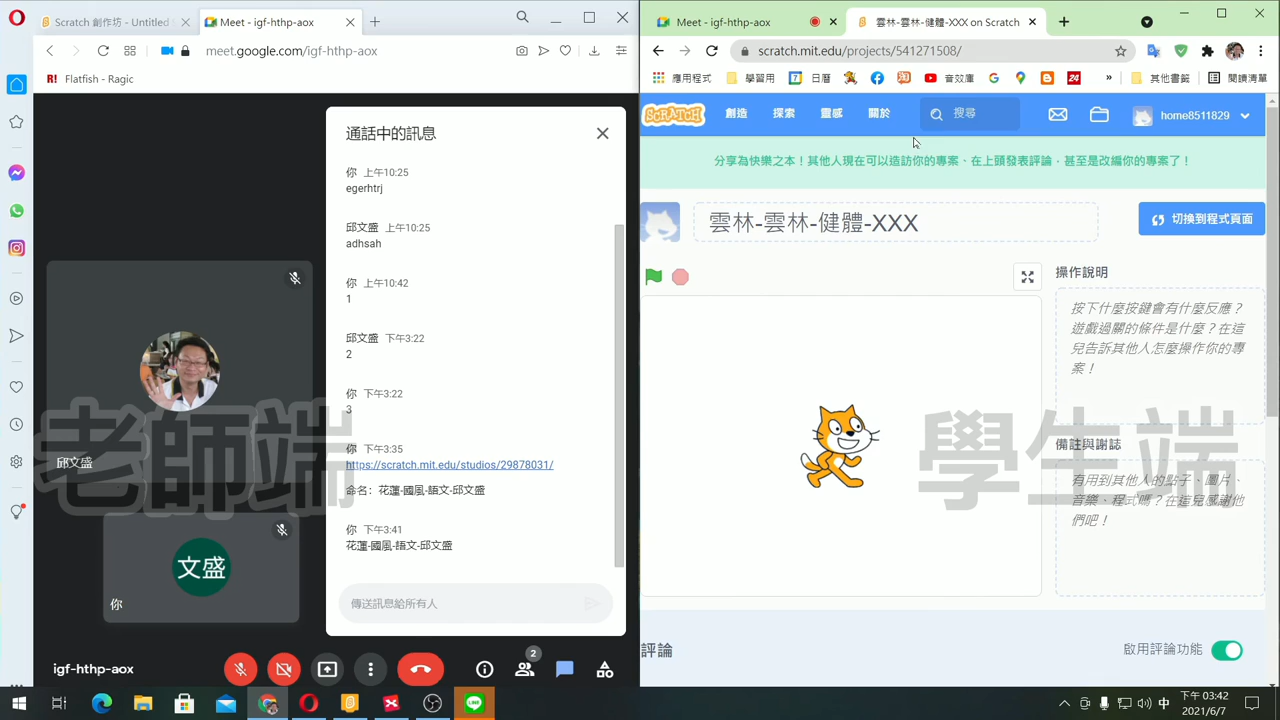 Scratch 創作坊 - Untitled
Meet - igf-hthp-aox
meet.google.com/igf-hthp-aox
R! Flatfish - Ragic
通話中的訊息
你 上午10:25
egerhtrj
邱文盛 上午10:25
adhsah
你 上午10:42
1
邱文盛 下午3:22
2
你 下午3:22
3
你 下午3:35
https://scratch.mit.edu/studios/29878031/
命名: 花蓮-國風-語文-邱文盛
你 下午3:41
花蓮-國風-語文-邱文盛
傳送訊息給所有人
老師端
邱文盛
文盛
你
igf-hthp-aox
2
Meet - igf-hthp-aox
雲林-雲林-健體-XXX on Scratch
scratch.mit.edu/projects/541271508/
應用程式 學習用 7 日曆 淘 音效庫 24 » 其他書籤 閱讀清單
SCRATCH 創造 探索 靈感 關於 搜尋 home8511829
分享為快樂之本！其他人現在可以造訪你的專案、在上頭發表評論，甚至是改編你的專案了！
雲林-雲林-健體-XXX
切換到程式頁面
操作說明
按下什麼按鍵會有什麼反應？
遊戲過關的條件是什麼？在這
兒告訴其他人怎麼操作你的專
案！
學生端
備註與謝誌
有用到其他人的點子、圖片、
音樂、程式嗎？在這兒感謝他
們吧！
評論
啟用評論功能
中
下午 03:42
2021/6/7